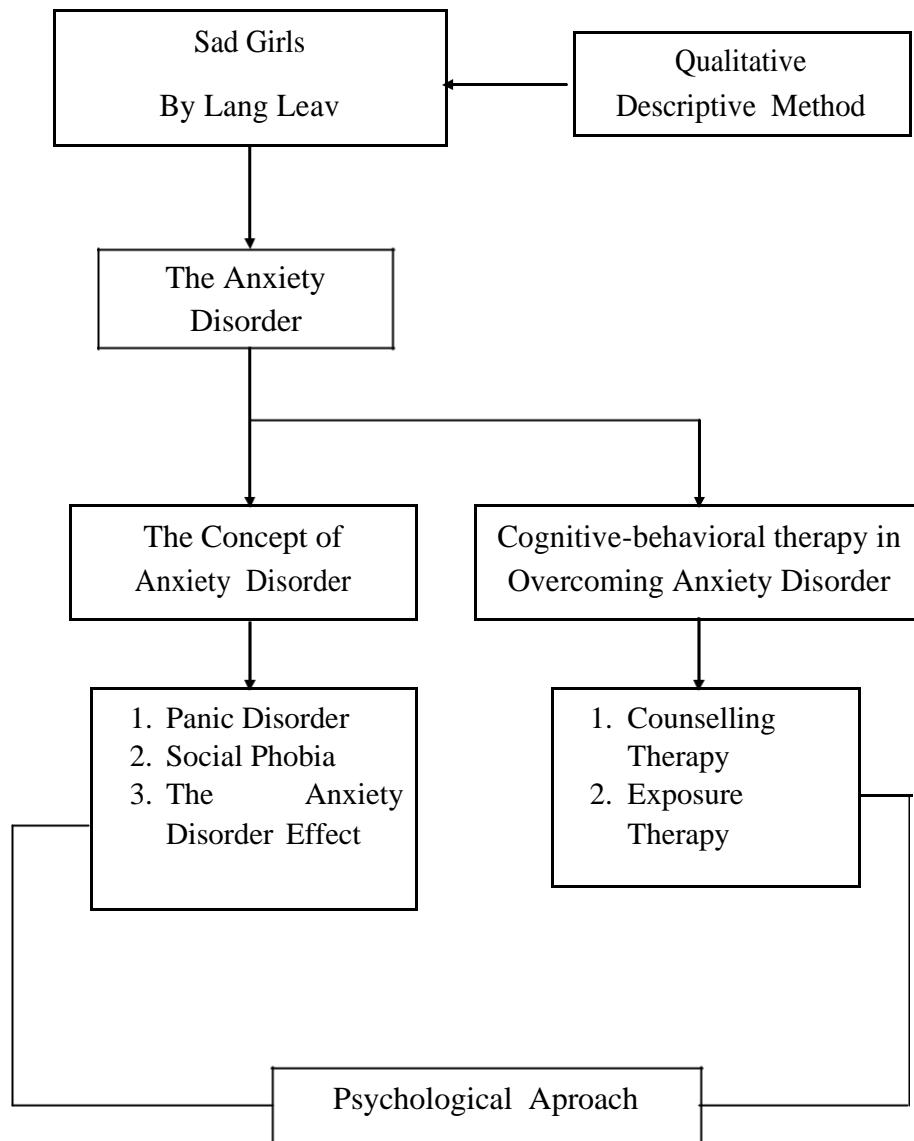 Sad Girls
By Lang Leav
Qualitative
Descriptive Method
The Anxiety
Disorder
The Concept of
Anxiety Disorder
Cognitive-behavioral therapy in
Overcoming Anxiety Disorder
1. Panic Disorder
2. Social Phobia
3. The Anxiety
Disorder Effect
1. Counselling
Therapy
2. Exposure
Therapy
Psychological Aproach